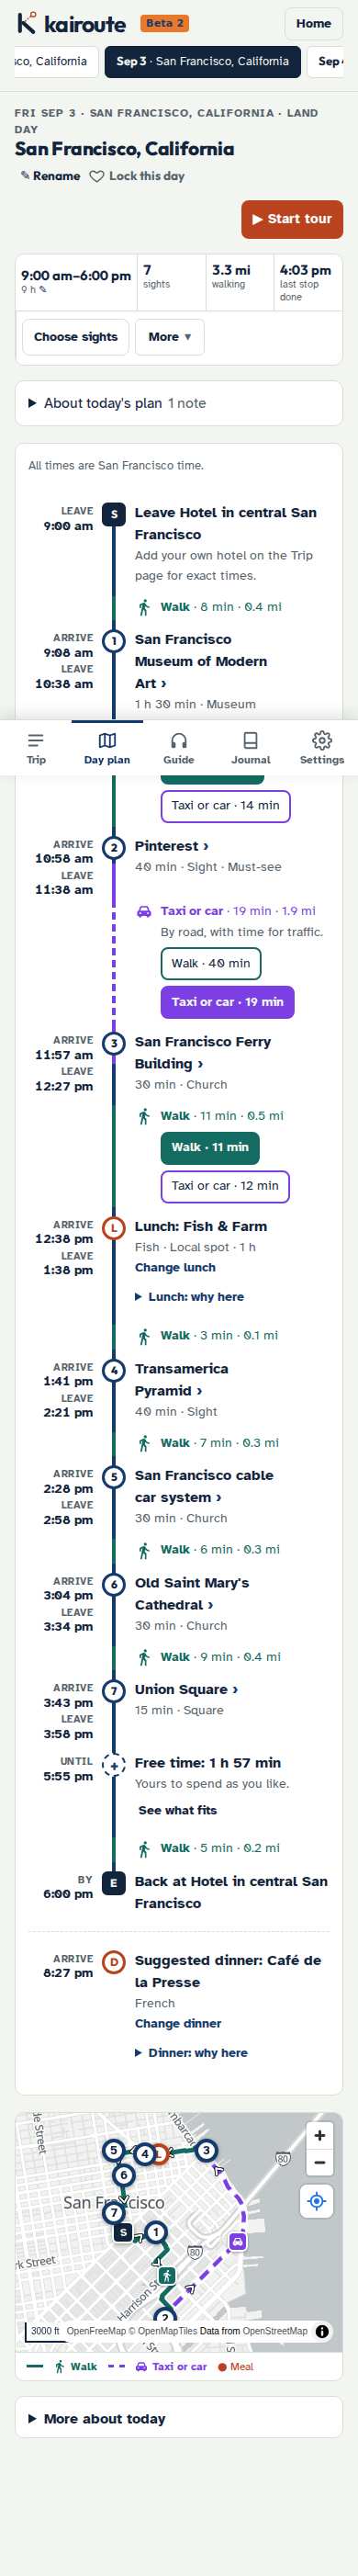 kairoute Beta 2 Home
sco, California Sep 3 · San Francisco, California Sep 4
FRI SEP 3 · SAN FRANCISCO, CALIFORNIA · LAND
DAY
San Francisco, California
✎ Rename ♡ Lock this day
▶ Start tour
9:00 am–6:00 pm
9 h ✎
7
sights
3.3 mi
walking
4:03 pm
last stop
done
Choose sights
More ▾
▶ About today's plan 1 note
All times are San Francisco time.
LEAVE
9:00 am
S
Leave Hotel in central San
Francisco
Add your own hotel on the Trip
page for exact times.
Walk · 8 min · 0.4 mi
ARRIVE
9:08 am
LEAVE
10:38 am
1
San Francisco
Museum of Modern
Art ›
1 h 30 min · Museum
Trip
Day plan
Guide
Journal
Settings
Taxi or car · 14 min
ARRIVE
10:58 am
LEAVE
11:38 am
2
Pinterest ›
40 min · Sight · Must-see
Taxi or car · 19 min · 1.9 mi
By road, with time for traffic.
Walk · 40 min
Taxi or car · 19 min
ARRIVE
11:57 am
LEAVE
12:27 pm
3
San Francisco Ferry
Building ›
30 min · Church
Walk · 11 min · 0.5 mi
Walk · 11 min
Taxi or car · 12 min
ARRIVE
12:38 pm
LEAVE
1:38 pm
L
Lunch: Fish & Farm
Fish · Local spot · 1 h
Change lunch
▶ Lunch: why here
Walk · 3 min · 0.1 mi
ARRIVE
1:41 pm
LEAVE
2:21 pm
4
Transamerica
Pyramid ›
40 min · Sight
Walk · 7 min · 0.3 mi
ARRIVE
2:28 pm
LEAVE
2:58 pm
5
San Francisco cable
car system ›
30 min · Church
Walk · 6 min · 0.3 mi
ARRIVE
3:04 pm
LEAVE
3:34 pm
6
Old Saint Mary's
Cathedral ›
30 min · Church
Walk · 9 min · 0.4 mi
ARRIVE
3:43 pm
LEAVE
3:58 pm
7
Union Square ›
15 min · Square
UNTIL
5:55 pm
+
Free time: 1 h 57 min
Yours to spend as you like.
See what fits
Walk · 5 min · 0.2 mi
BY
6:00 pm
E
Back at Hotel in central San
Francisco
ARRIVE
8:27 pm
D
Suggested dinner: Café de
la Presse
French
Change dinner
▶ Dinner: why here
5 4 3
6
San Francisco
7
S 1
2
80
80
rk Street
Harrison S
+
−
3000 ft OpenFreeMap © OpenMapTiles Data from OpenStreetMap
Walk Taxi or car Meal
▶ More about today